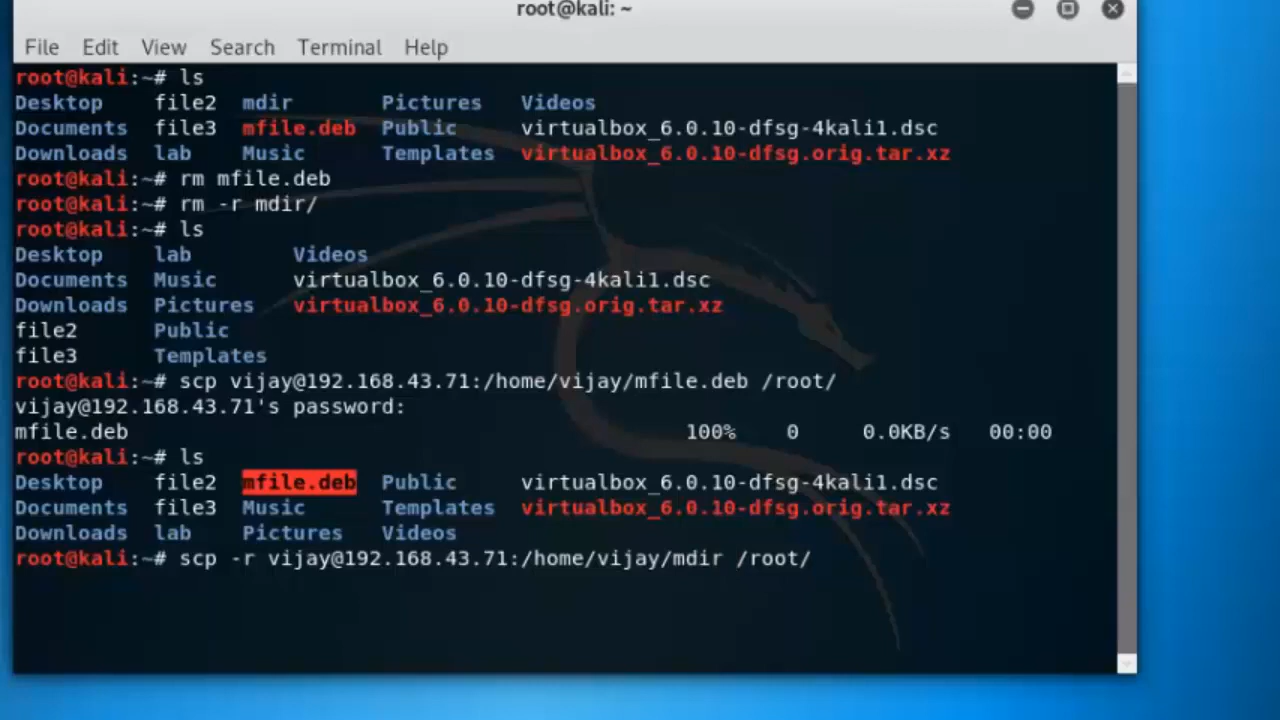 root@kali: ~
File Edit View Search Terminal Help
root@kali:~# ls
Desktop file2 mdir Pictures Videos
Documents file3 mfile.deb Public virtualbox_6.0.10-dfsg-4kali1.dsc
Downloads lab Music Templates virtualbox_6.0.10-dfsg.orig.tar.xz
root@kali:~# rm mfile.deb
root@kali:~# rm -r mdir/
root@kali:~# ls
Desktop lab Videos
Documents Music virtualbox_6.0.10-dfsg-4kali1.dsc
Downloads Pictures virtualbox_6.0.10-dfsg.orig.tar.xz
file2 Public
file3 Templates
root@kali:~# scp vijay@192.168.43.71:/home/vijay/mfile.deb /root/
vijay@192.168.43.71's password:
mfile.deb 100% 0 0.0KB/s 00:00
root@kali:~# ls
Desktop file2 mfile.deb Public virtualbox_6.0.10-dfsg-4kali1.dsc
Documents file3 Music Templates virtualbox_6.0.10-dfsg.orig.tar.xz
Downloads lab Pictures Videos
root@kali:~# scp -r vijay@192.168.43.71:/home/vijay/mdir /root/